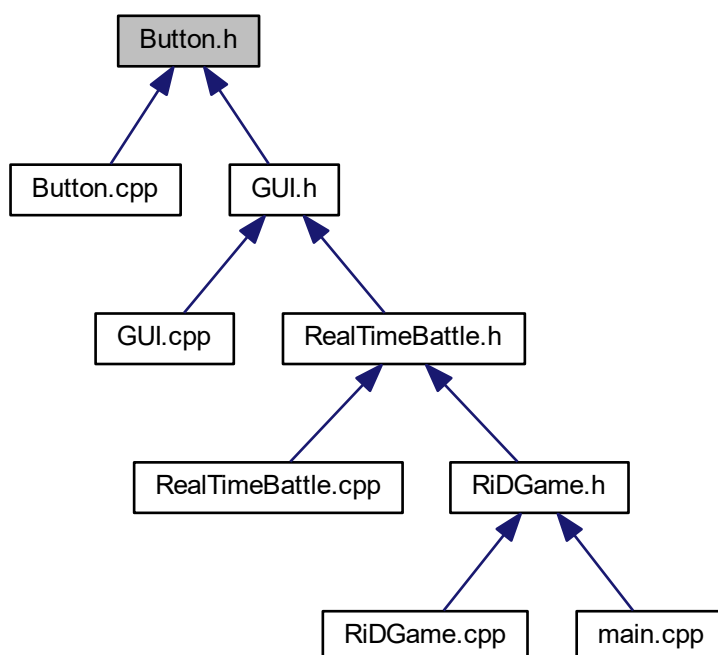 Button.h
Button.cpp
GUI.h
GUI.cpp
RealTimeBattle.h
RealTimeBattle.cpp
RiDGame.h
RiDGame.cpp
main.cpp